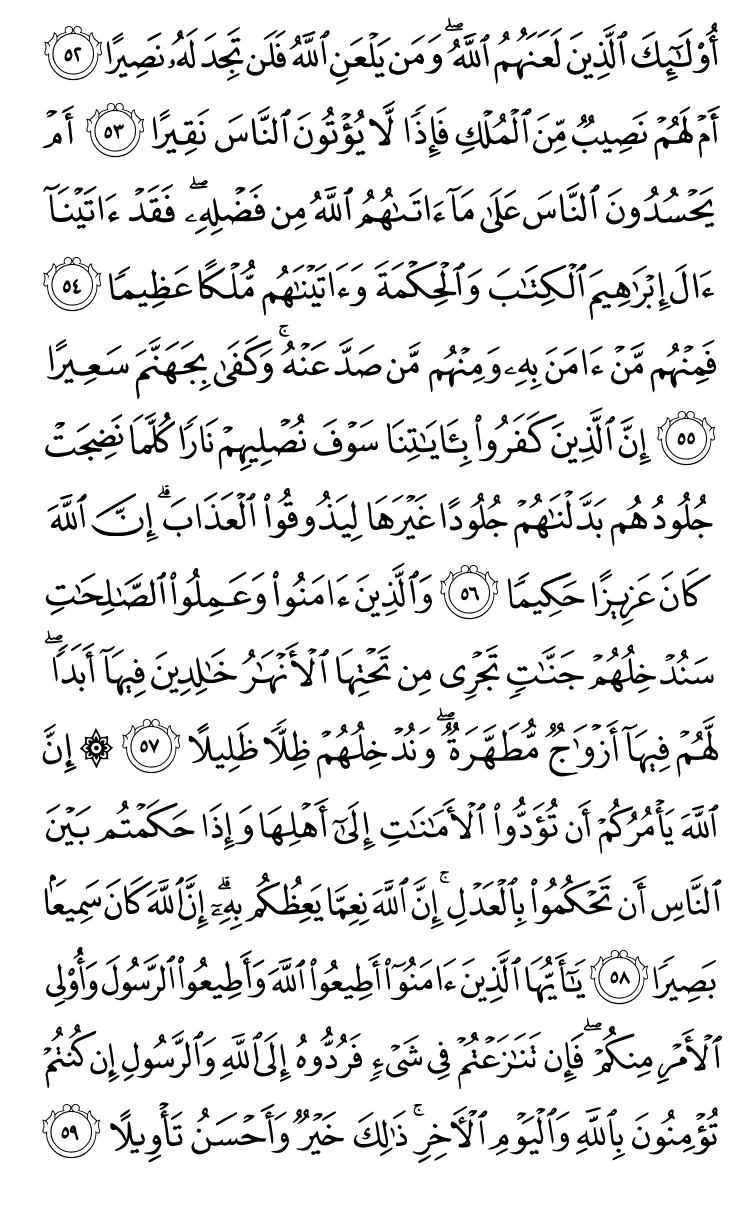 أُوْلَـٰٓئِكَ ٱلَّذِينَ لَعَنَهُمُ ٱللَّهُۖ وَمَن يَلْعَنِ ٱللَّهُ فَلَن تَجِدَ لَهُۥ نَصِيرًا ٥٢
أَمْ لَهُمْ نَصِيبٌ مِّنَ ٱلْمُلْكِ فَإِذًا لَّا يُؤْتُونَ ٱلنَّاسَ نَقِيرًا ٥٣ أَمْ
يَحْسُدُونَ ٱلنَّاسَ عَلَىٰ مَآ ءَاتَىٰهُمُ ٱللَّهُ مِن فَضْلِهِۦۖ فَقَدْ ءَاتَيْنَآ
ءَالَ إِبْرَٰهِيمَ ٱلْكِتَـٰبَ وَٱلْحِكْمَةَ وَءَاتَيْنَـٰهُم مُّلْكًا عَظِيمًا ٥٤
فَمِنْهُم مَّنْ ءَامَنَ بِهِۦ وَمِنْهُم مَّن صَدَّ عَنْهُۚ وَكَفَىٰ بِجَهَنَّمَ سَعِيرًا
٥٥ إِنَّ ٱلَّذِينَ كَفَرُوا۟ بِـَٔايَـٰتِنَا سَوْفَ نُصْلِيهِمْ نَارًا كُلَّمَا نَضِجَتْ
جُلُودُهُم بَدَّلْنَـٰهُمْ جُلُودًا غَيْرَهَا لِيَذُوقُوا۟ ٱلْعَذَابَۗ إِنَّ ٱللَّهَ
كَانَ عَزِيزًا حَكِيمًا ٥٦ وَٱلَّذِينَ ءَامَنُوا۟ وَعَمِلُوا۟ ٱلصَّـٰلِحَـٰتِ
سَنُدْخِلُهُمْ جَنَّـٰتٍ تَجْرِى مِن تَحْتِهَا ٱلْأَنْهَـٰرُ خَـٰلِدِينَ فِيهَآ أَبَدًاۖ
لَّهُمْ فِيهَآ أَزْوَٰجٌ مُّطَهَّرَةٌۖ وَنُدْخِلُهُمْ ظِلًّا ظَلِيلًا ٥٧ ۞ إِنَّ
ٱللَّهَ يَأْمُرُكُمْ أَن تُؤَدُّوا۟ ٱلْأَمَـٰنَـٰتِ إِلَىٰٓ أَهْلِهَا وَإِذَا حَكَمْتُم بَيْنَ
ٱلنَّاسِ أَن تَحْكُمُوا۟ بِٱلْعَدْلِۚ إِنَّ ٱللَّهَ نِعِمَّا يَعِظُكُم بِهِۦٓۗ إِنَّ ٱللَّهَ كَانَ سَمِيعًۢا
بَصِيرًا ٥٨ يَـٰٓأَيُّهَا ٱلَّذِينَ ءَامَنُوٓا۟ أَطِيعُوا۟ ٱللَّهَ وَأَطِيعُوا۟ ٱلرَّسُولَ وَأُو۟لِى
ٱلْأَمْرِ مِنكُمْۖ فَإِن تَنَـٰزَعْتُمْ فِى شَىْءٍ فَرُدُّوهُ إِلَى ٱللَّهِ وَٱلرَّسُولِ إِن كُنتُمْ
تُؤْمِنُونَ بِٱللَّهِ وَٱلْيَوْمِ ٱلْـَٔاخِرِۚ ذَٰلِكَ خَيْرٌ وَأَحْسَنُ تَأْوِيلًا ٥٩